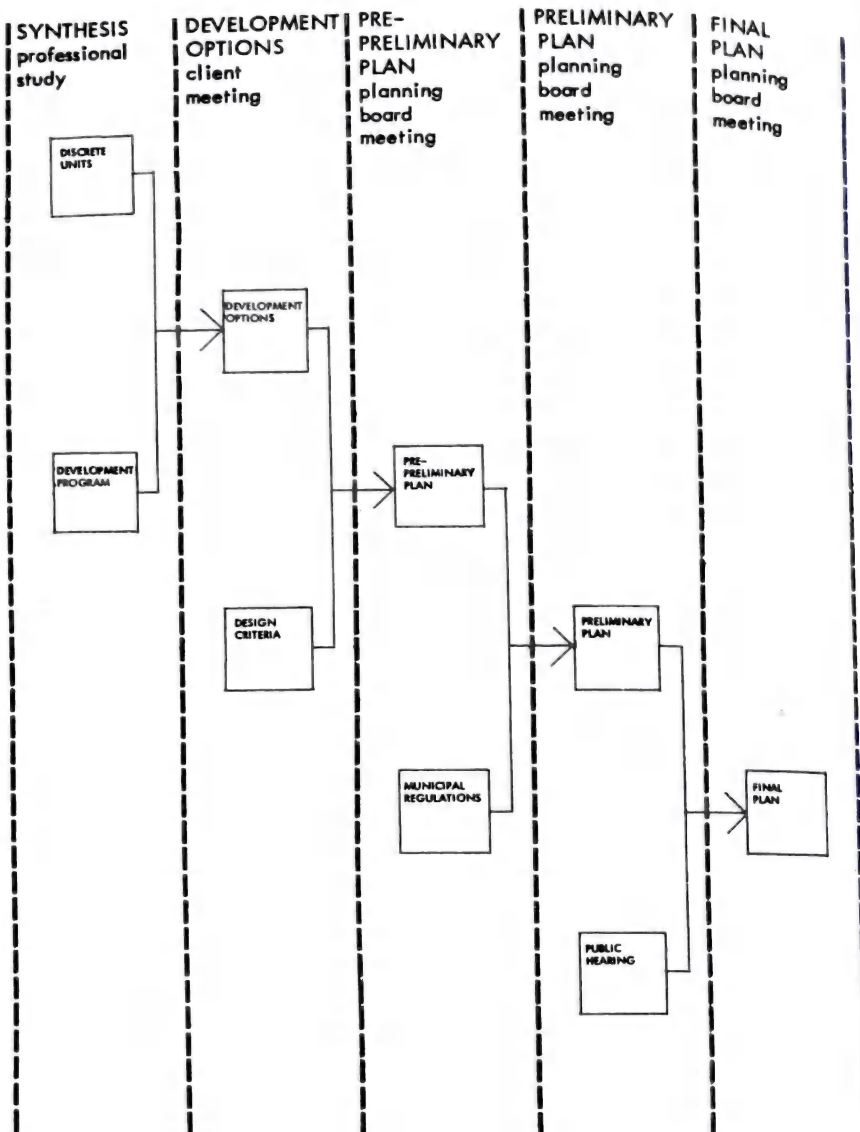 SYNTHESIS
professional
study
DEVELOPMENT
OPTIONS
client
meeting
PRE-
PRELIMINARY
PLAN
planning
board
meeting
PRELIMINARY
PLAN
planning
board
meeting
FINAL
PLAN
planning
board
meeting
DISCRETE
UNITS
DEVELOPMENT
OPTIONS
DEVELOPMENT
PROGRAM
PRE-
PRELIMINARY
PLAN
DESIGN
CRITERIA
PRELIMINARY
PLAN
MUNICIPAL
REGULATIONS
FINAL
PLAN
PUBLIC
HEARING